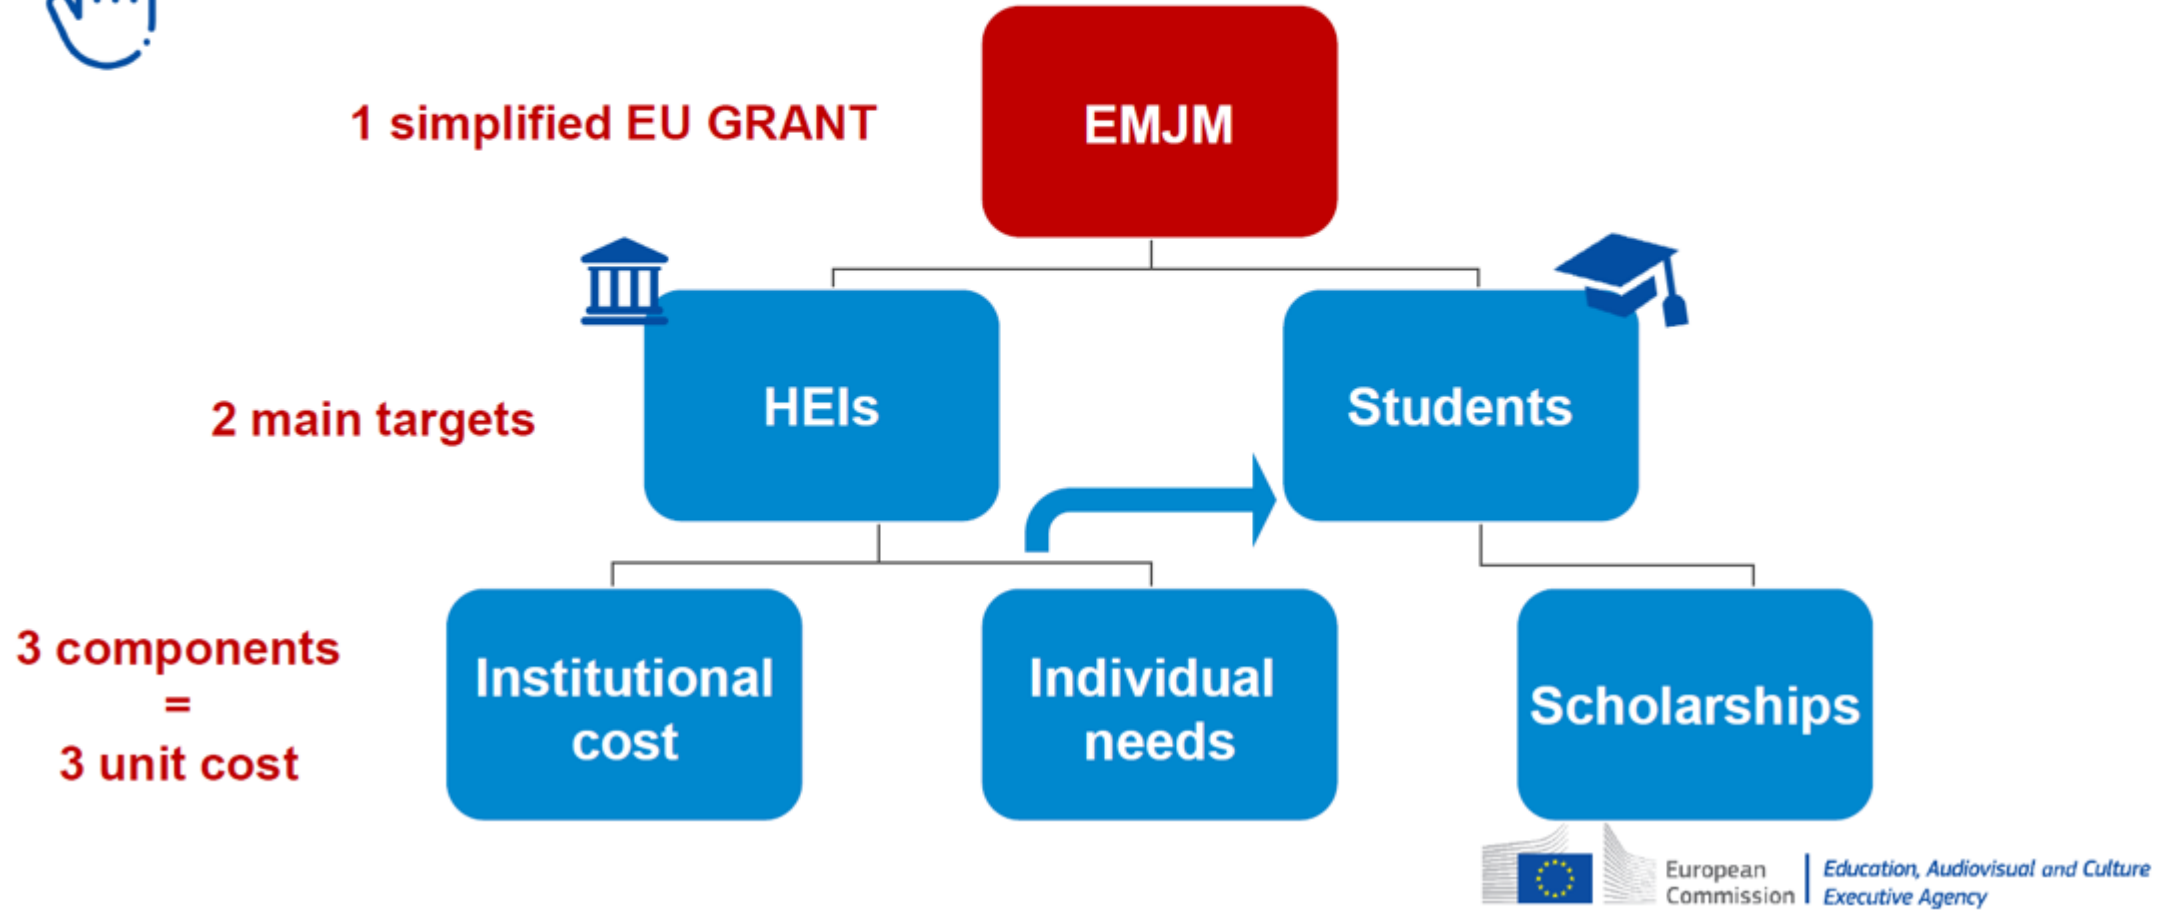 1 simplified EU GRANT
EMJM
2 main targets
HEIs
Students
3 components
=
3 unit cost
Institutional
cost
Individual
needs
Scholarships
European
Commission
Education, Audiovisual and Culture
Executive Agency